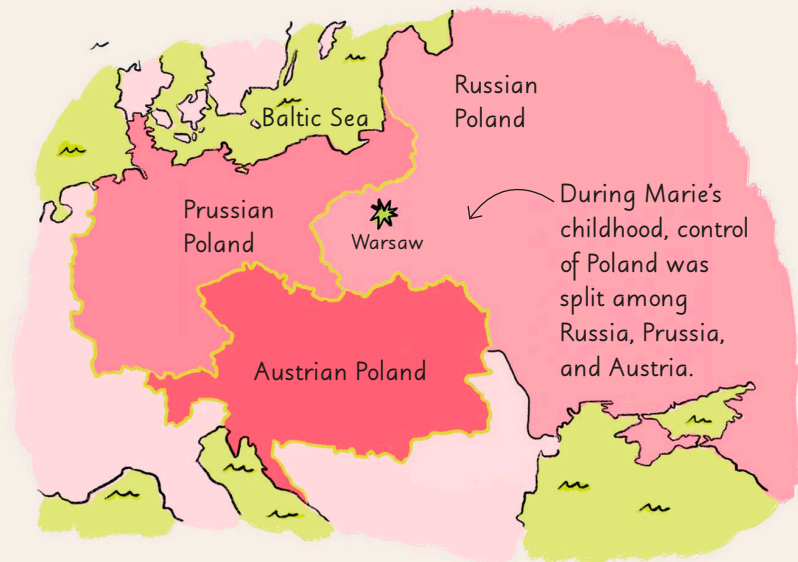 Russian
Poland
Baltic Sea
Prussian
Poland
Warsaw
During Marie's
childhood, control
of Poland was
split among
Russia, Prussia,
and Austria.
Austrian Poland